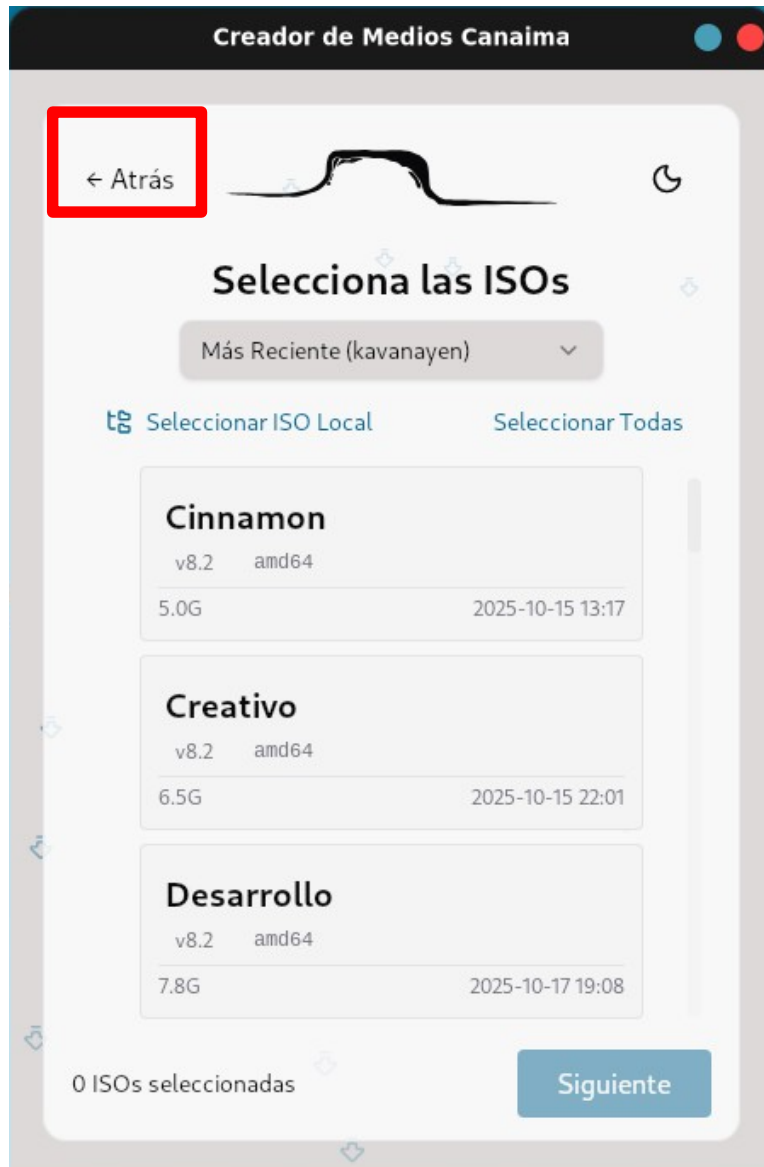 Creador de Medios Canaima
← Atrás
Selecciona las ISOs
Más Reciente (kavanayen)
Seleccionar ISO Local Seleccionar Todas
Cinnamon
v8.2 amd64
5.0G 2025-10-15 13:17
Creativo
v8.2 amd64
6.5G 2025-10-15 22:01
Desarrollo
v8.2 amd64
7.8G 2025-10-17 19:08
0 ISOs seleccionadas Siguiente